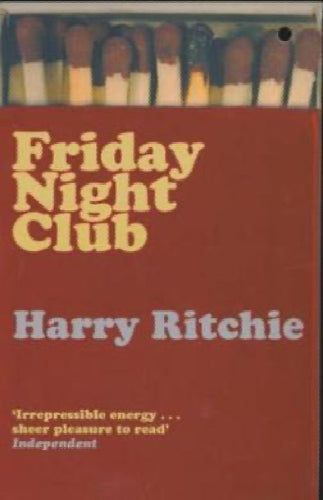 Friday
Night
Club
Harry Ritchie
'Irrepressible energy . . .
sheer pleasure to read'
Independent